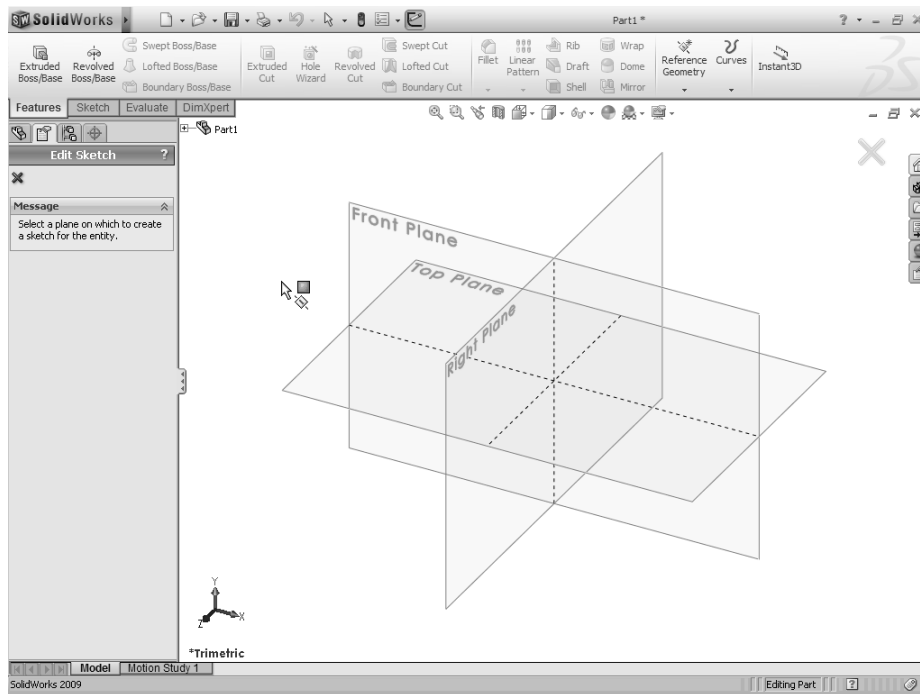 SolidWorks
Part1 *
?
Extruded Boss/Base
Revolved Boss/Base
Swept Boss/Base
Lofted Boss/Base
Boundary Boss/Base
Extruded Cut
Hole Wizard
Revolved Cut
Swept Cut
Lofted Cut
Boundary Cut
Fillet
Linear Pattern
Rib
Draft
Shell
Wrap
Dome
Mirror
Reference Geometry
Curves
Instant3D
Features
Sketch
Evaluate
DimXpert
Part1
Edit Sketch
?
Message
Select a plane on which to create
a sketch for the entity.
Front Plane
Top Plane
Right Plane
Y
X
Z
*Trimetric
Model
Motion Study 1
SolidWorks 2009
Editing Part
?